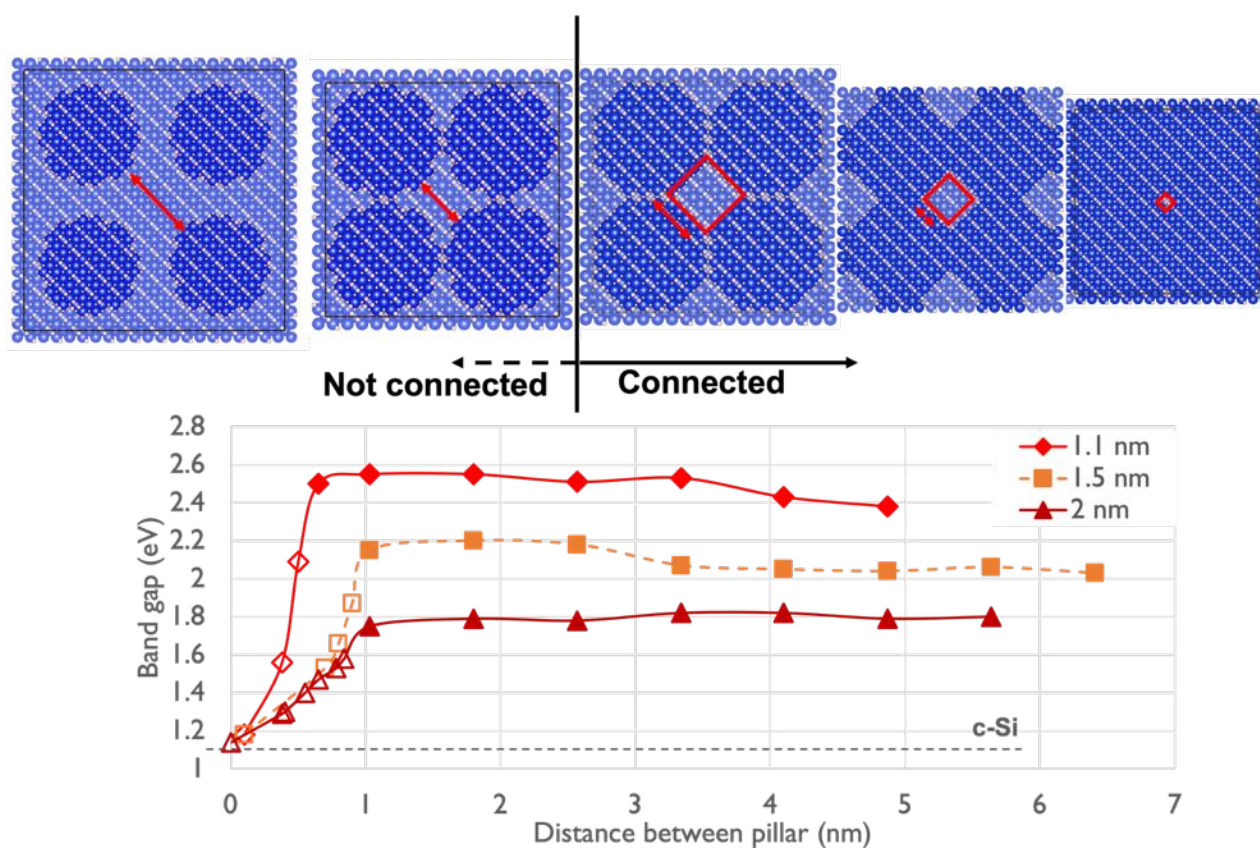 Not connected
Connected
2.8
2.6
2.4
2.2
2
1.8
1.6
1.4
1.2
1
Band gap (eV)
1.1 nm
1.5 nm
2 nm
c-Si
0 1 2 3 4 5 6 7
Distance between pillar (nm)